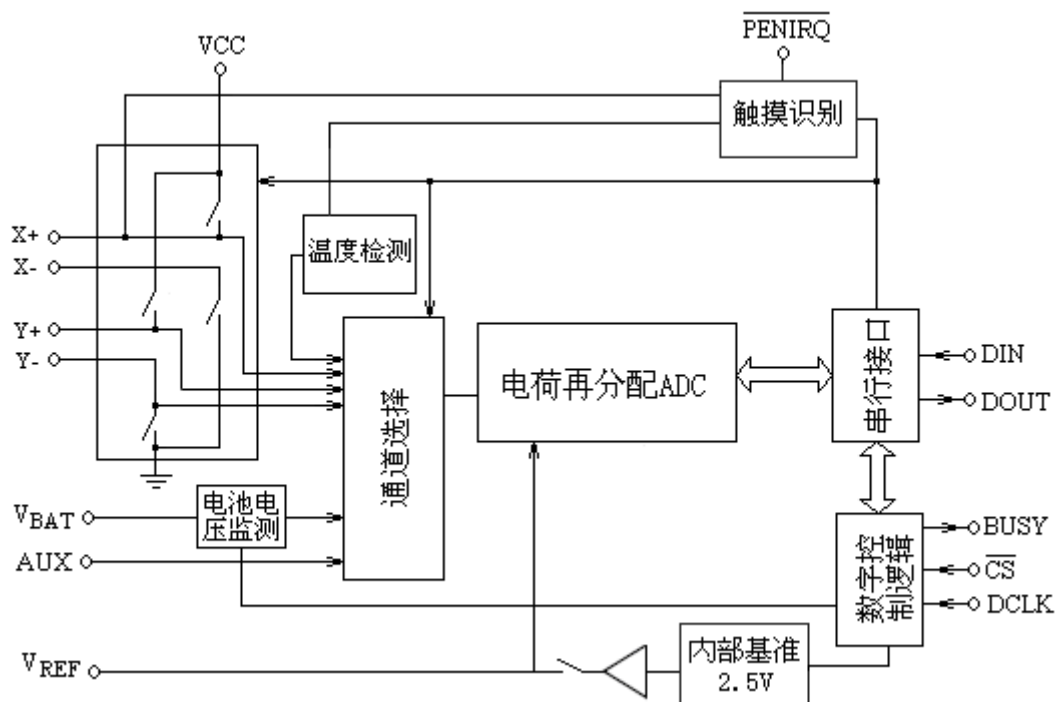 PENIRQ
VCC
触摸识别
X+
温度检测
X-
Y+
Y-
通道选择
电荷再分配ADC
串行接口
DIN
DOUT
VBAT
电池电
压监测
AUX
数字控
制逻辑
BUSY
CS
DCLK
VREF
内部基准
2.5V